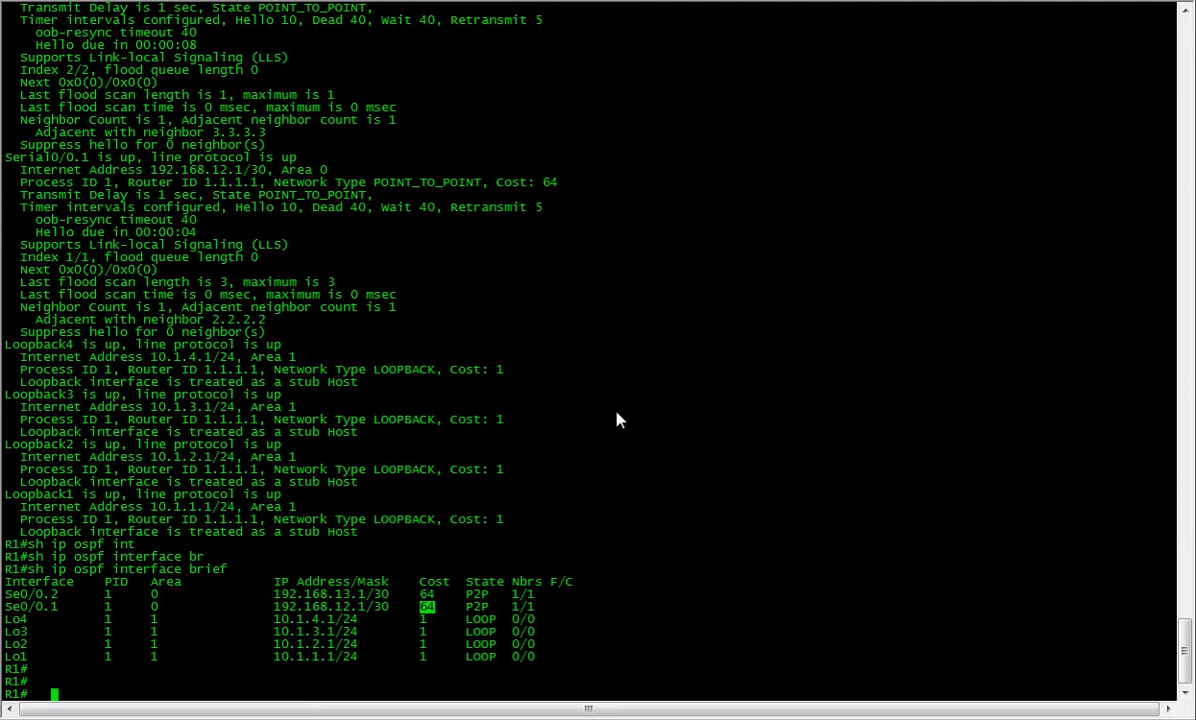 Transmit Delay is 1 sec, State POINT_TO_POINT,
Timer intervals configured, Hello 10, Dead 40, Wait 40, Retransmit 5
oob-resync timeout 40
Hello due in 00:00:08
Supports Link-local Signaling (LLS)
Index 2/2, flood queue length 0
Next 0x0(0)/0x0(0)
Last flood scan length is 1, maximum is 1
Last flood scan time is 0 msec, maximum is 0 msec
Neighbor Count is 1, Adjacent neighbor count is 1
Adjacent with neighbor 3.3.3.3
Suppress hello for 0 neighbor(s)
Serial0/0.1 is up, line protocol is up
Internet Address 192.168.12.1/30, Area 0
Process ID 1, Router ID 1.1.1.1, Network Type POINT_TO_POINT, Cost: 64
Transmit Delay is 1 sec, State POINT_TO_POINT,
Timer intervals configured, Hello 10, Dead 40, Wait 40, Retransmit 5
oob-resync timeout 40
Hello due in 00:00:04
Supports Link-local Signaling (LLS)
Index 1/1, flood queue length 0
Next 0x0(0)/0x0(0)
Last flood scan length is 3, maximum is 3
Last flood scan time is 0 msec, maximum is 0 msec
Neighbor Count is 1, Adjacent neighbor count is 1
Adjacent with neighbor 2.2.2.2
Suppress hello for 0 neighbor(s)
Loopback4 is up, line protocol is up
Internet Address 10.1.4.1/24, Area 1
Process ID 1, Router ID 1.1.1.1, Network Type LOOPBACK, Cost: 1
Loopback interface is treated as a stub Host
Loopback3 is up, line protocol is up
Internet Address 10.1.3.1/24, Area 1
Process ID 1, Router ID 1.1.1.1, Network Type LOOPBACK, Cost: 1
Loopback interface is treated as a stub Host
Loopback2 is up, line protocol is up
Internet Address 10.1.2.1/24, Area 1
Process ID 1, Router ID 1.1.1.1, Network Type LOOPBACK, Cost: 1
Loopback interface is treated as a stub Host
Loopback1 is up, line protocol is up
Internet Address 10.1.1.1/24, Area 1
Process ID 1, Router ID 1.1.1.1, Network Type LOOPBACK, Cost: 1
Loopback interface is treated as a stub Host
R1#sh ip ospf int
R1#sh ip ospf interface br
R1#sh ip ospf interface brief
Interface PID Area IP Address/Mask Cost State Nbrs F/C
Se0/0.2 1 0 192.168.13.1/30 64 P2P 1/1
Se0/0.1 1 0 192.168.12.1/30 64 P2P 1/1
Lo4 1 1 10.1.4.1/24 1 LOOP 0/0
Lo3 1 1 10.1.3.1/24 1 LOOP 0/0
Lo2 1 1 10.1.2.1/24 1 LOOP 0/0
Lo1 1 1 10.1.1.1/24 1 LOOP 0/0
R1#
R1#
R1#